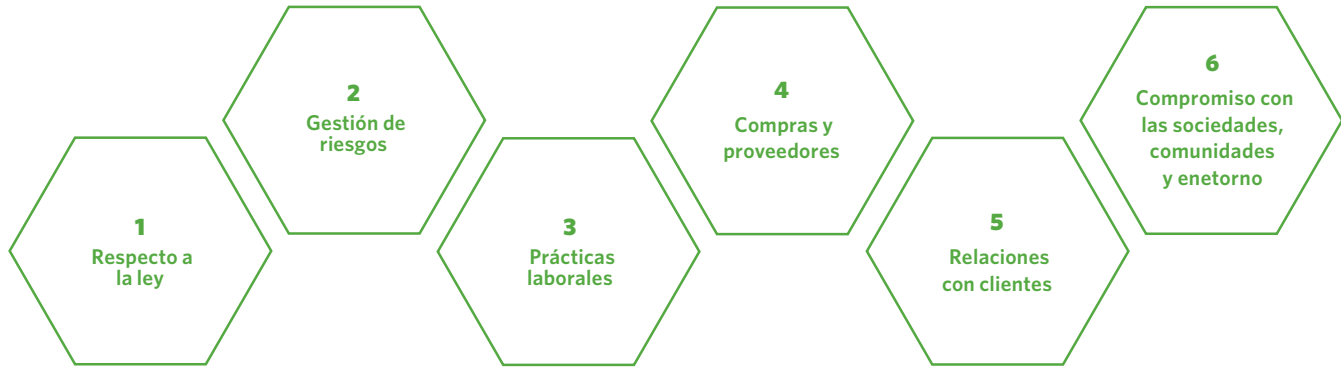 1
Respecto a
la ley
2
Gestión de
riesgos
3
Prácticas
laborales
4
Compras y
proveedores
5
Relaciones
con clientes
6
Compromiso con
las sociedades,
comunidades
y enetorno